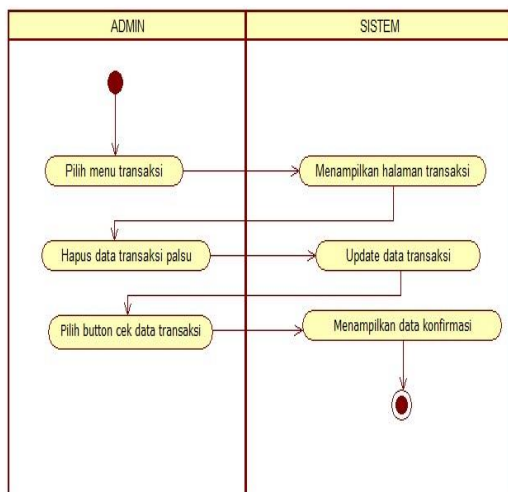 ADMIN
SISTEM
Pilih menu transaksi
Menampilkan halaman transaksi
Hapus data transaksi palsu
Update data transaksi
Pilih button cek data transaksi
Menampilkan data konfirmasi